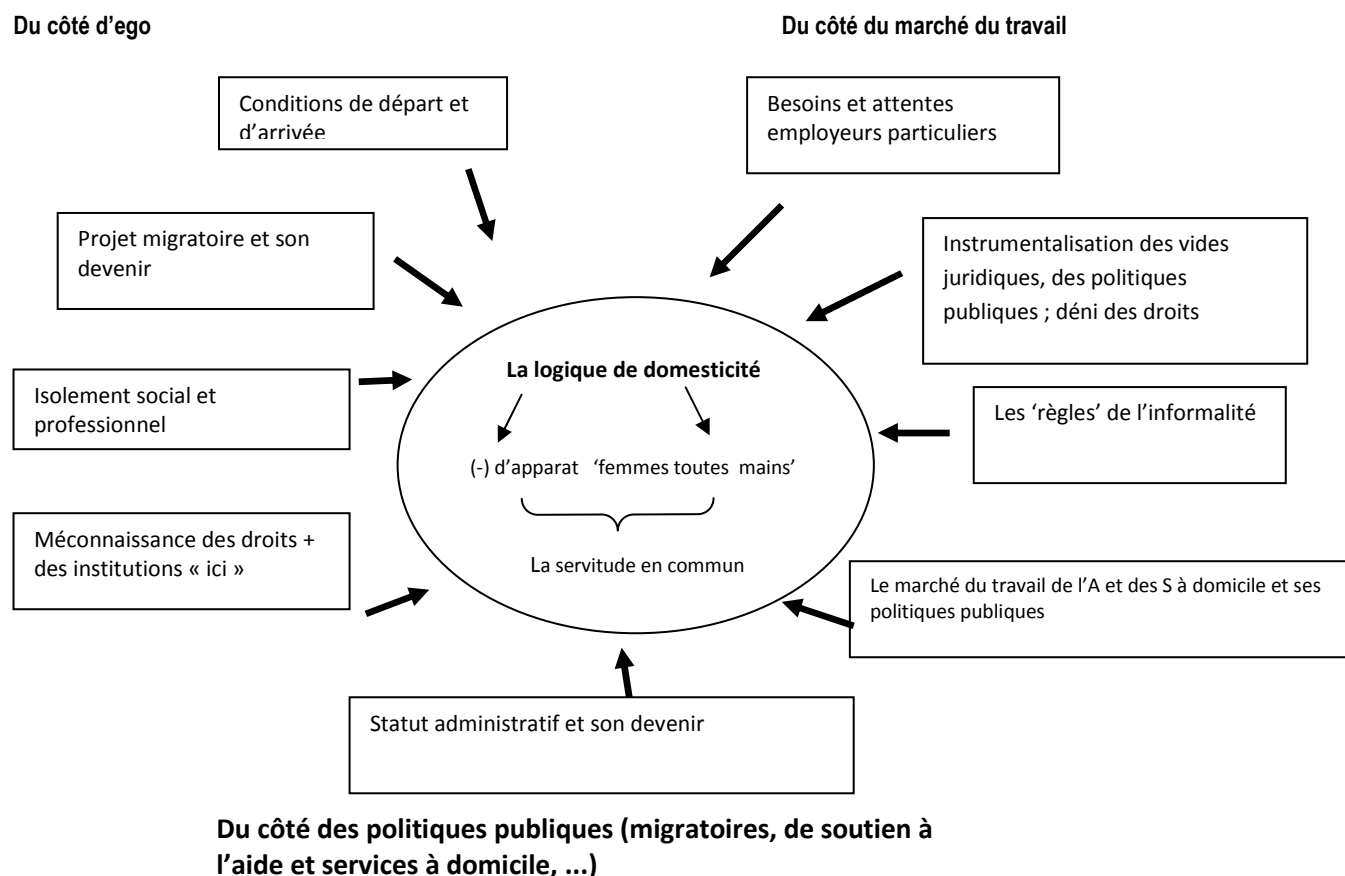 Du côté d’ego
Du côté du marché du travail
Conditions de départ et
d’arrivée
Besoins et attentes
employeurs particuliers
Projet migratoire et son
devenir
Instrumentalisation des vides
juridiques, des politiques
publiques ; déni des droits
Isolement social et
professionnel
La logique de domesticité
Les ‘règles’ de l’informalité
(-) d’apparat ‘femmes toutes mains’
Méconnaissance des droits +
des institutions « ici »
La servitude en commun
Le marché du travail de l’A et des S à domicile et ses
politiques publiques
Statut administratif et son devenir
Du côté des politiques publiques (migratoires, de soutien à
l’aide et services à domicile, ...)